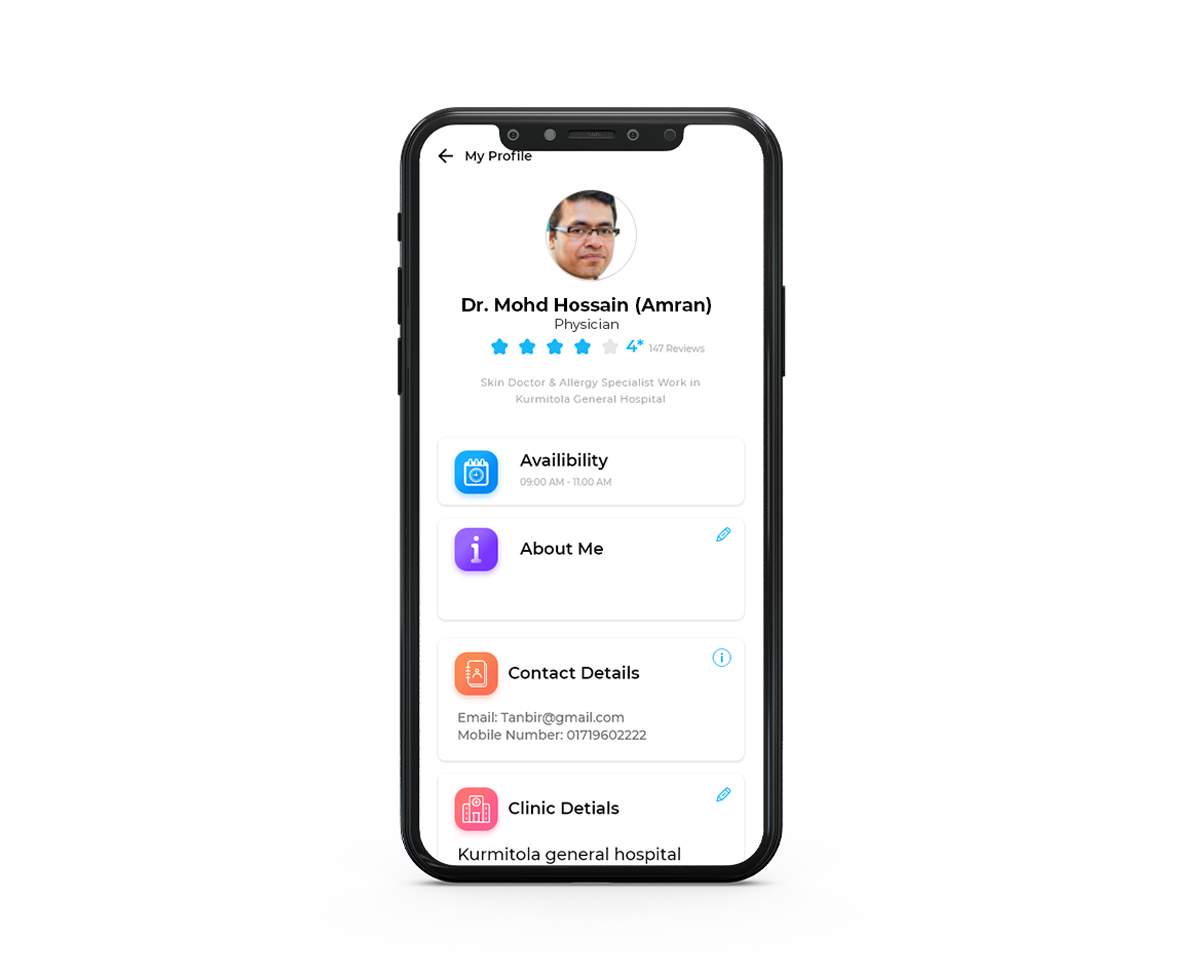 My Profile
Dr. Mohd Hossain (Amran)
Physician
4* 147 Reviews
Skin Doctor & Allergy Specialist Work in
Kurmitola General Hospital
Availibility
09:00 AM - 11.00 AM
About Me
Contact Details
Email: Tanbir@gmail.com
Mobile Number: 01719602222
Clinic Detials
Kurmitola general hospital